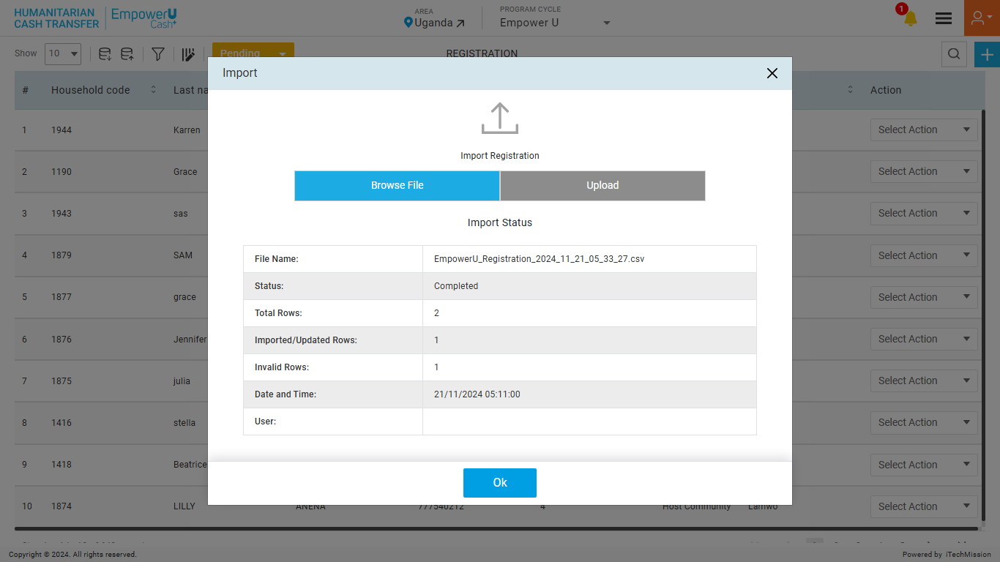 HUMANITARIAN
CASH TRANSFER
EmpowerU
Cash+
AREA
Uganda
PROGRAM CYCLE
Empower U
1
Show
10
Pending
REGISTRATION
# Household code Last na Action
1 1944 Karren Select Action
2 1190 Grace Select Action
3 1943 sas Select Action
4 1879 SAM Select Action
5 1877 grace Select Action
6 1876 Jennifer Select Action
7 1875 julia Select Action
8 1416 stella Select Action
9 1418 Beatrice Select Action
10 1874 LILLY ANENA 777540212 4 Host Community Lamwo Select Action
Import
Import Registration
Browse File Upload
Import Status
File Name: EmpowerU_Registration_2024_11_21_05_33_27.csv
Status: Completed
Total Rows: 2
Imported/Updated Rows: 1
Invalid Rows: 1
Date and Time: 21/11/2024 05:11:00
User:
Ok
Copyright © 2024. All rights reserved.
Powered by iTechMission